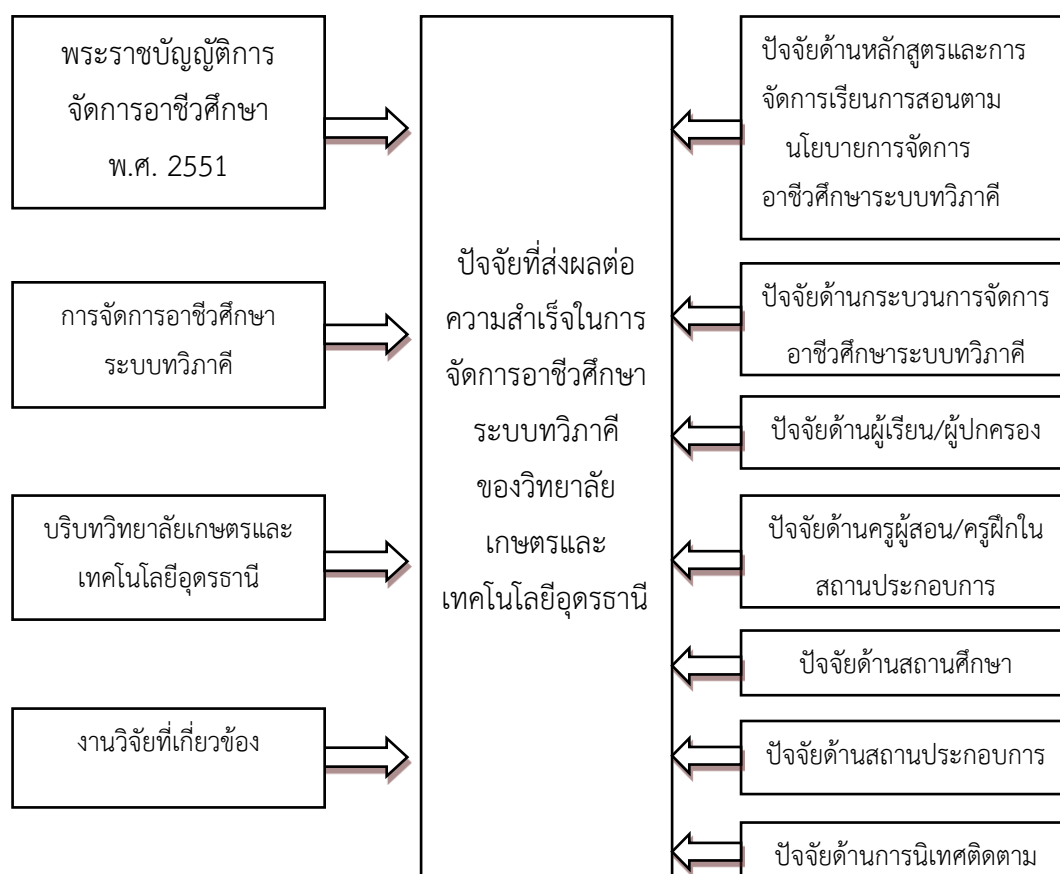 พระราชบัญญัติการ
จัดการอาชีวศึกษา
พ.ศ. 2551
การจัดการอาชีวศึกษา
ระบบทวิภาคี
บริบทวิทยาลัยเกษตรและ
เทคโนโลยีอุดรธานี
งานวิจัยที่เกี่ยวข้อง
ปัจจัยที่ส่งผลต่อ
ความสำเร็จในการ
จัดการอาชีวศึกษา
ระบบทวิภาคี
ของวิทยาลัย
เกษตรและ
เทคโนโลยีอุดรธานี
ปัจจัยด้านหลักสูตรและการ
จัดการเรียนการสอนตาม
นโยบายการจัดการ
อาชีวศึกษาระบบทวิภาคี
ปัจจัยด้านกระบวนการจัดการ
อาชีวศึกษาระบบทวิภาคี
ปัจจัยด้านผู้เรียน/ผู้ปกครอง
ปัจจัยด้านครูผู้สอน/ครูฝึกใน
สถานประกอบการ
ปัจจัยด้านสถานศึกษา
ปัจจัยด้านสถานประกอบการ
ปัจจัยด้านการนิเทศติดตาม